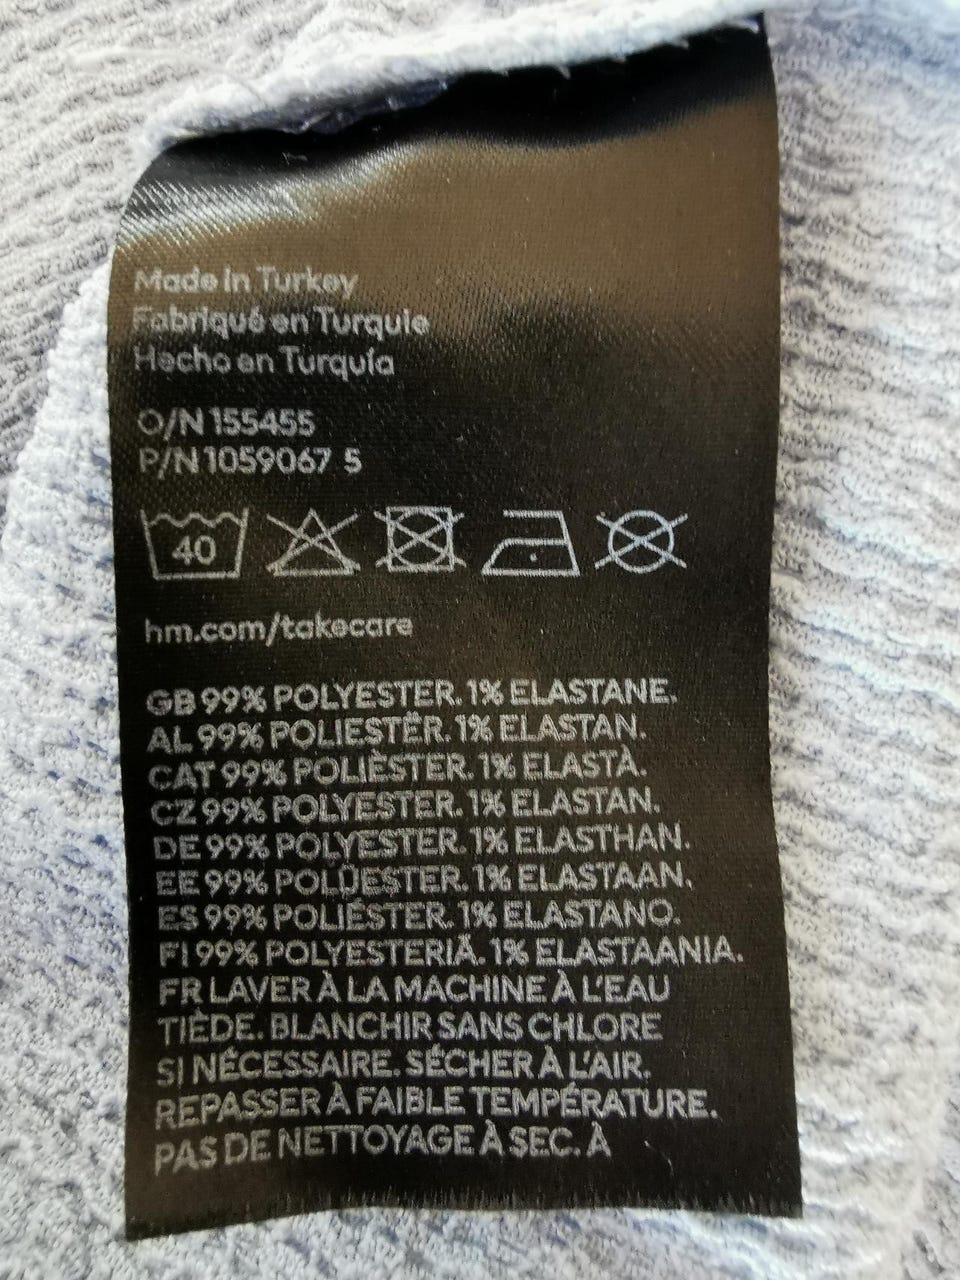 Made in Turkey
Fabriqué en Turquie
Hecho en Turquía
O/N 155455
P/N 1059067 5
40
hm.com/takecare
GB 99% POLYESTER. 1% ELASTANE.
AL 99% POLIESTËR. 1% ELASTAN.
CAT 99% POLIÈSTER. 1% ELASTÀ.
CZ 99% POLYESTER. 1% ELASTAN.
DE 99% POLYESTER. 1% ELASTHAN.
EE 99% POLÜESTER. 1% ELASTAAN.
ES 99% POLIÉSTER. 1% ELASTANO.
FI 99% POLYESTERIÄ. 1% ELASTAANIA.
FR LAVER À LA MACHINE À L'EAU
TIÈDE. BLANCHIR SANS CHLORE
SI NÉCESSAIRE. SÉCHER À L'AIR.
REPASSER À FAIBLE TEMPÉRATURE.
PAS DE NETTOYAGE À SEC. À